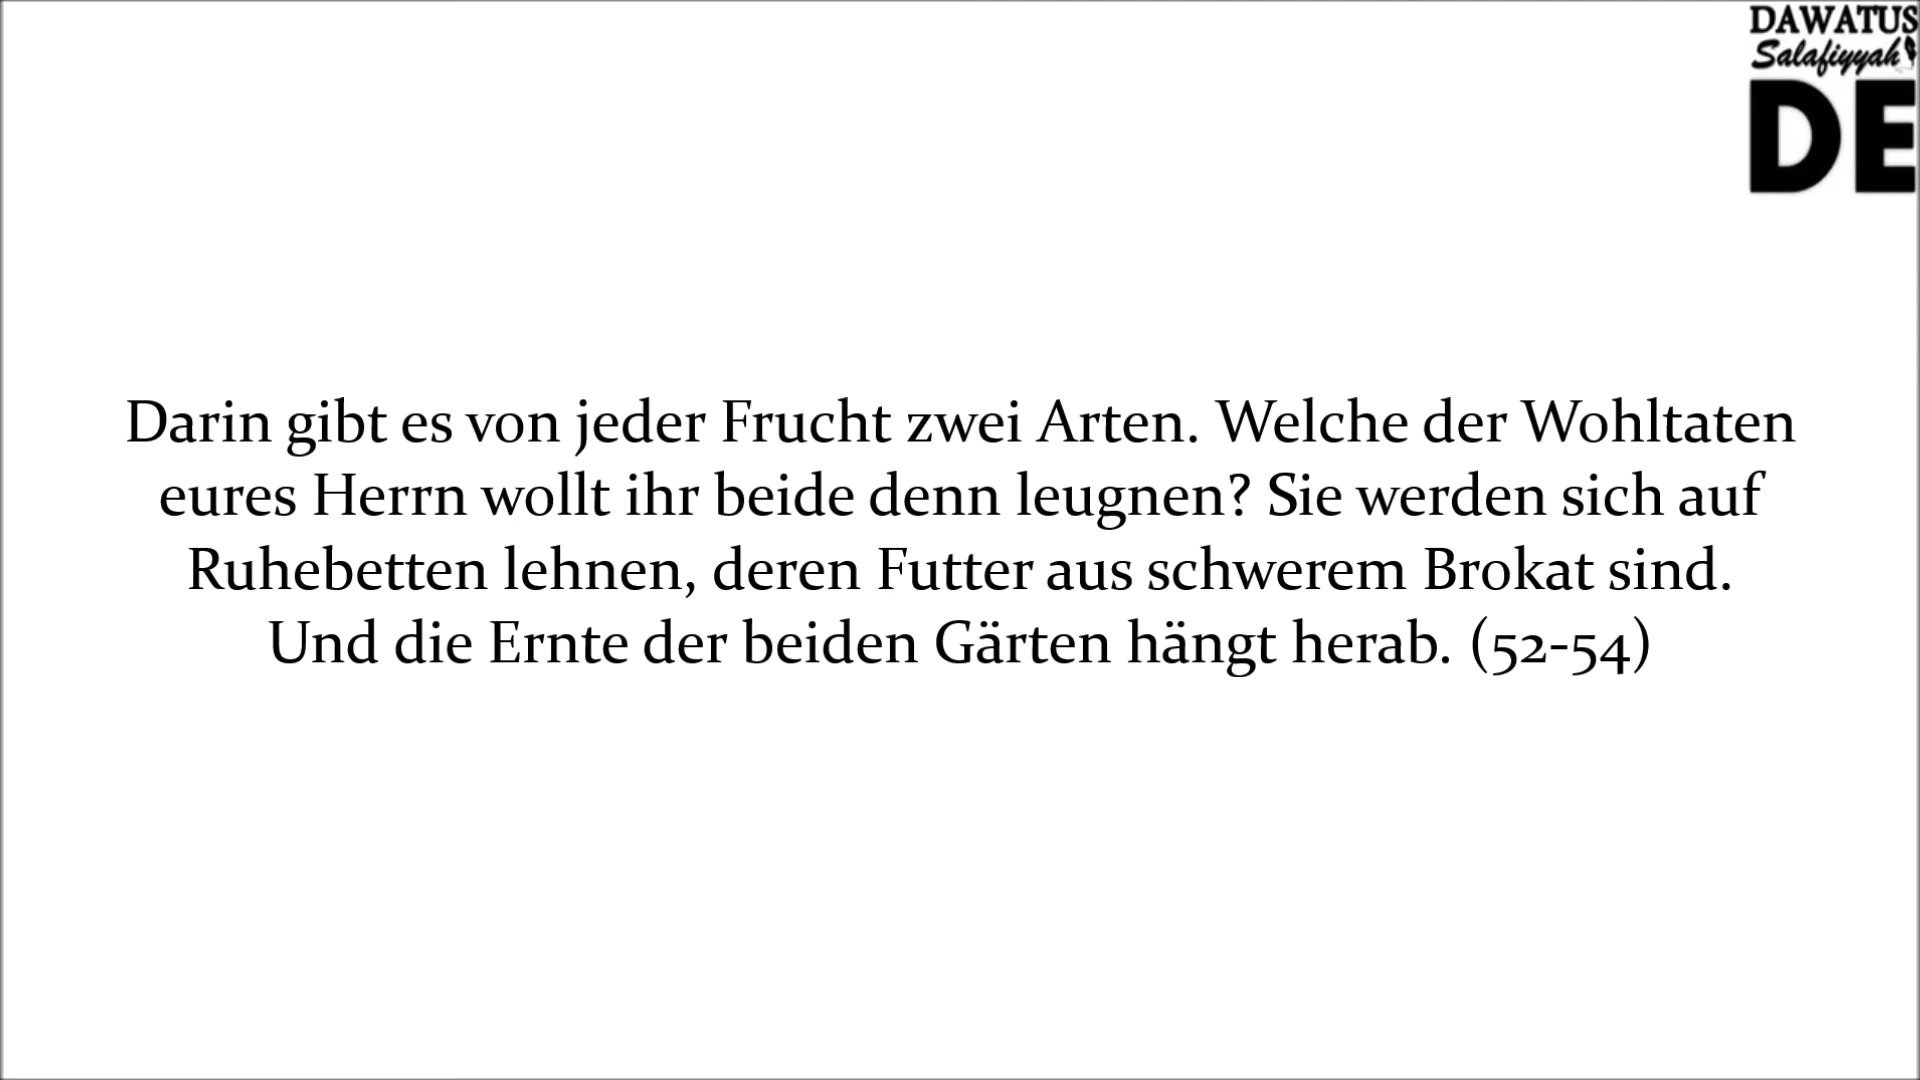 DAWATUS
Salafiyyah
DE
Darin gibt es von jeder Frucht zwei Arten. Welche der Wohltaten
eures Herrn wollt ihr beide denn leugnen? Sie werden sich auf
Ruhebetten lehnen, deren Futter aus schwerem Brokat sind.
Und die Ernte der beiden Gärten hängt herab. (52-54)